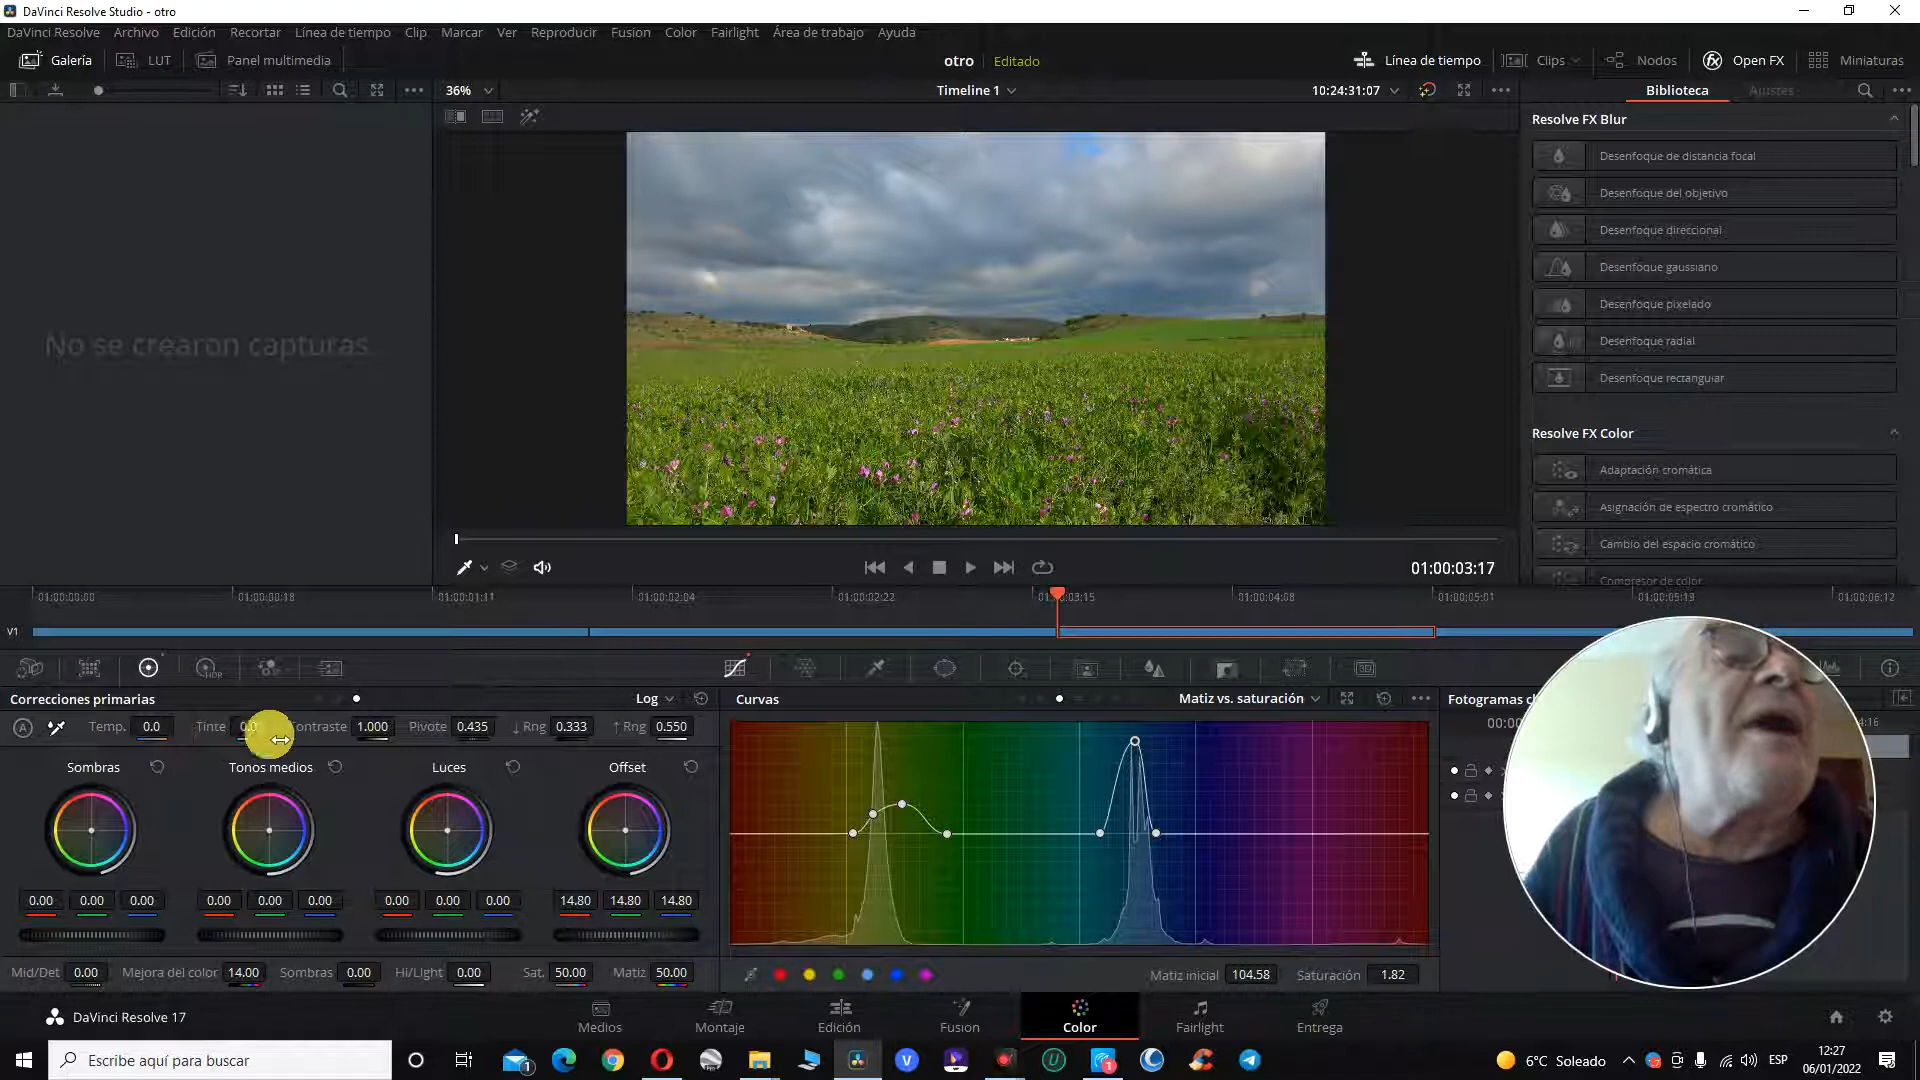 DaVinci Resolve Studio - otro
DaVinci Resolve Archivo Edición Recortar Línea de tiempo Clip Marcar Ver Reproducir Fusion Color Fairlight Área de trabajo Ayuda
Galería LUT Panel multimedia otro Editado Línea de tiempo Clips Nodos Open FX Miniaturas
36% Timeline 1 10:24:31:07 Biblioteca Ajustes
Resolve FX Blur
Desenfoque de distancia focal
Desenfoque del objetivo
Desenfoque direccional
Desenfoque gaussiano
Desenfoque pixelado
Desenfoque radial
Desenfoque rectangular
No se crearon capturas
Resolve FX Color
Adaptación cromática
Asignación de espectro cromático
Cambio del espacio cromático
Compresor de color
01:00:03:17
01:00:00:00 01:00:00:18 01:00:01:11 01:00:02:04 01:00:02:22 01:00:03:15 01:00:04:08 01:00:05:01 01:00:05:19 01:00:06:12
V1
HDR
Correcciones primarias Log Curvas Matiz vs. saturación
Temp. 0.0 Tinte 0.0 Contraste 1.000 Pivote 0.435 ↓ Rng 0.333 ↑ Rng 0.550
Sombras Tonos medios Luces Offset
0.00 0.00 0.00 0.00 0.00 0.00 0.00 0.00 0.00 14.80 14.80 14.80
Mid/Det 0.00 Mejora del color 14.00 Sombras 0.00 Hi/Light 0.00 Sat. 50.00 Matiz 50.00 Matiz inicial 104.58 Saturación 1.82
DaVinci Resolve 17 Medios Montaje Edición Fusion Color Fairlight Entrega
Escribe aquí para buscar 6°C Soleado ESP 12:27
06/01/2022